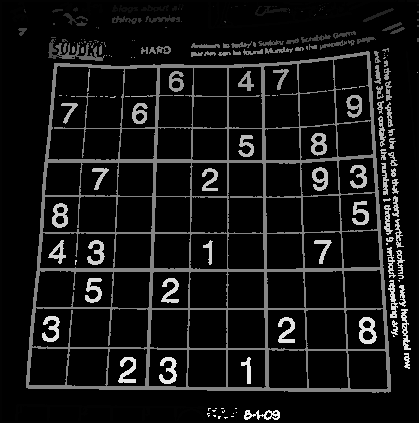 blogs about all
things funnies.
7
SUDOKU HARD
Answers to today's Sudoku and Scribble Grams
puzzles can be found Monday on the preceding page.
6 4 7
7 6 9
5 8
7 2 9 3
8 5
4 3 1 7
5 2
3 2 8
2 3 1
Fill in the blank spaces in the grid so that every vertical column, every horizontal row
and every 3x3 box contains the numbers 1 through 9, without repeating any.
8-1-09